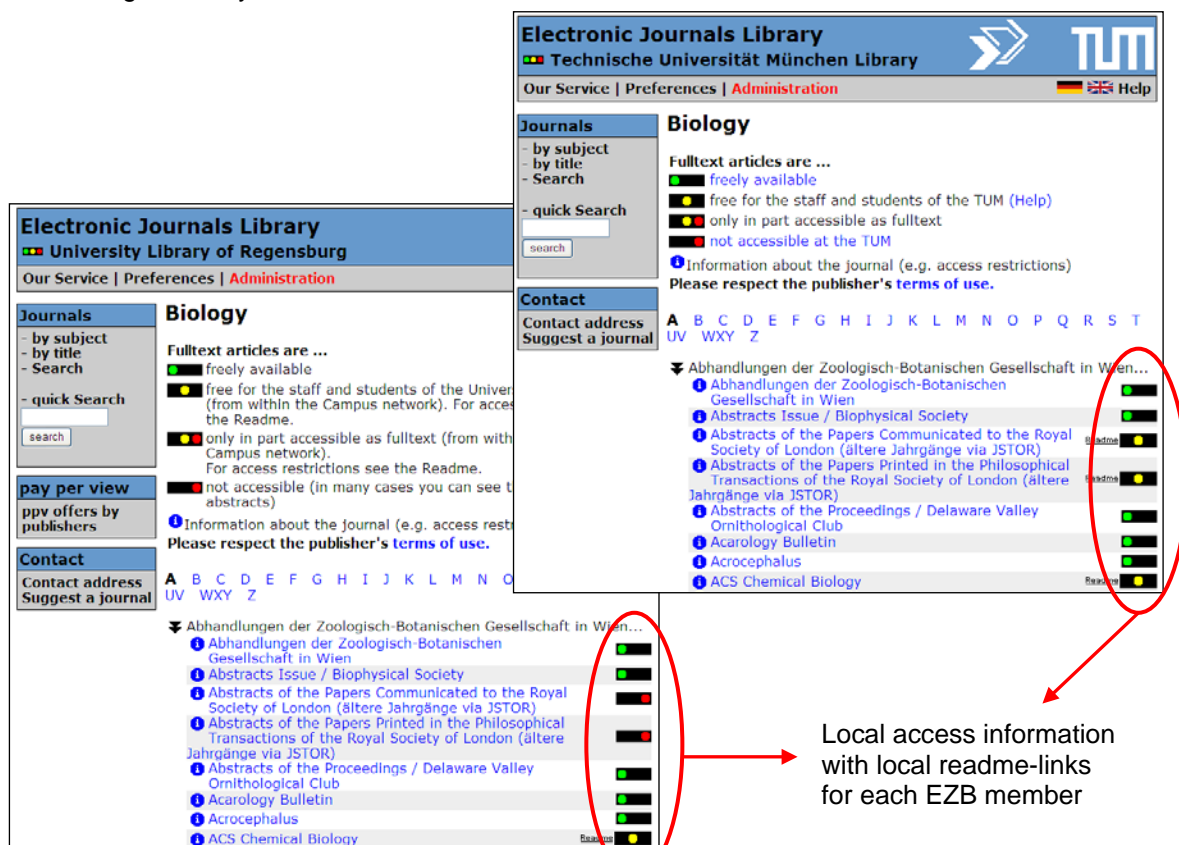 Electronic Journals Library
Technische Universität München Library
TUM
Our Service | Preferences | Administration
Help
Journals
- by subject
- by title
- Search
- quick Search
search
Contact
Contact address
Suggest a journal
Biology
Fulltext articles are ...
freely available
free for the staff and students of the TUM (Help)
only in part accessible as fulltext
not accessible at the TUM
Information about the journal (e.g. access restrictions)
Please respect the publisher's terms of use.
A B C D E F G H I J K L M N O P Q R S T
UV WXY Z
Abhandlungen der Zoologisch-Botanischen Gesellschaft in Wien...
Abhandlungen der Zoologisch-Botanischen
Gesellschaft in Wien
Abstracts Issue / Biophysical Society
Abstracts of the Papers Communicated to the Royal
Society of London (ältere Jahrgänge via JSTOR)
Readme
Abstracts of the Papers Printed in the Philosophical
Transactions of the Royal Society of London (ältere
Jahrgänge via JSTOR)
Readme
Abstracts of the Proceedings / Delaware Valley
Ornithological Club
Acarology Bulletin
Acrocephalus
ACS Chemical Biology
Readme
Electronic Journals Library
University Library of Regensburg
Our Service | Preferences | Administration
Journals
- by subject
- by title
- Search
- quick Search
search
pay per view
ppv offers by
publishers
Contact
Contact address
Suggest a journal
Biology
Fulltext articles are ...
freely available
free for the staff and students of the Univer
(from within the Campus network). For acce
the Readme.
only in part accessible as fulltext (from with
Campus network).
For access restrictions see the Readme.
not accessible (in many cases you can see t
abstracts)
Information about the journal (e.g. access restr
Please respect the publisher's terms of use.
A B C D E F G H I J K L M N O
UV WXY Z
Abhandlungen der Zoologisch-Botanischen Gesellschaft in Wien...
Abhandlungen der Zoologisch-Botanischen
Gesellschaft in Wien
Abstracts Issue / Biophysical Society
Abstracts of the Papers Communicated to the Royal
Society of London (ältere Jahrgänge via JSTOR)
Abstracts of the Papers Printed in the Philosophical
Transactions of the Royal Society of London (ältere
Jahrgänge via JSTOR)
Abstracts of the Proceedings / Delaware Valley
Ornithological Club
Acarology Bulletin
Acrocephalus
ACS Chemical Biology
Readme
Local access information
with local readme-links
for each EZB member